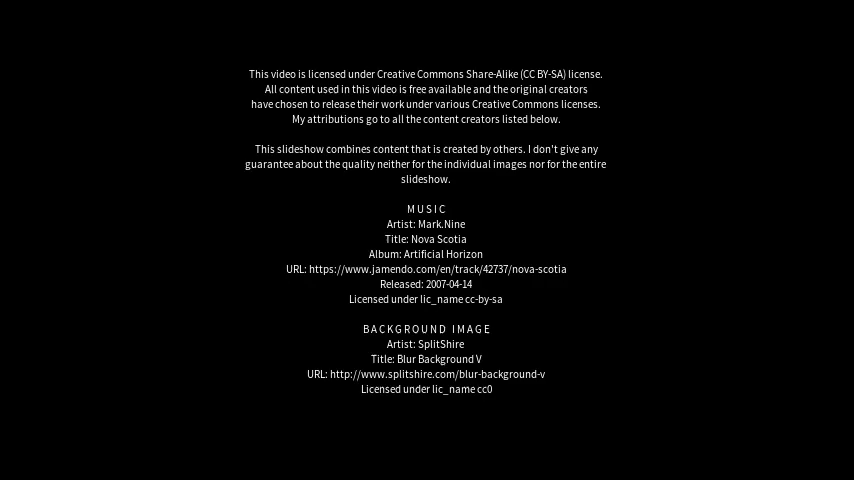 This video is licensed under Creative Commons Share-Alike (CC BY-SA) license.
All content used in this video is free available and the original creators
have chosen to release their work under various Creative Commons licenses.
My attributions go to all the content creators listed below.
This slideshow combines content that is created by others. I don't give any
guarantee about the quality neither for the individual images nor for the entire
slideshow.
MUSIC
Artist: Mark.Nine
Title: Nova Scotia
Album: Artificial Horizon
URL: https://www.jamendo.com/en/track/42737/nova-scotia
Released: 2007-04-14
Licensed under lic_name cc-by-sa
BACKGROUND IMAGE
Artist: SplitShire
Title: Blur Background V
URL: http://www.splitshire.com/blur-background-v
Licensed under lic_name cc0